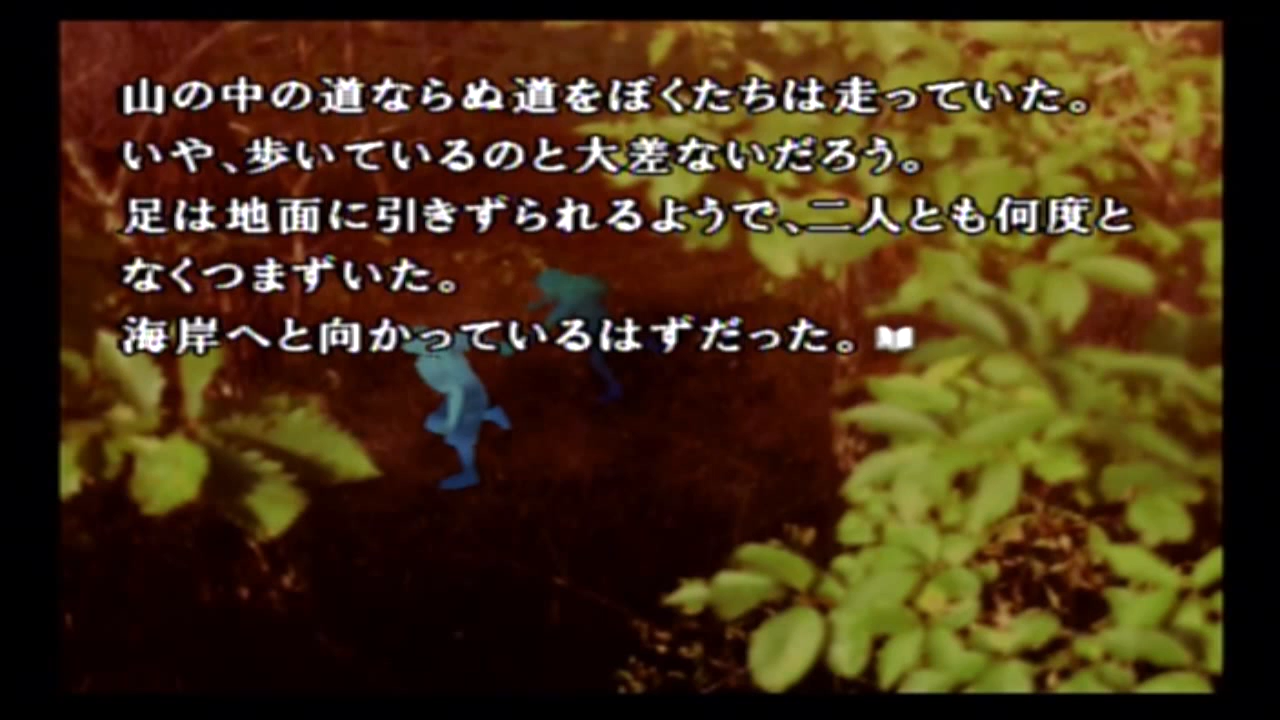 山の中の道ならぬ道をぼくたちは走っていた。
いや、歩いているのと大差ないだろう。
足は地面に引きずられるようで、二人とも何度と
なくつまずいた。
海岸へと向かっているはずだった。